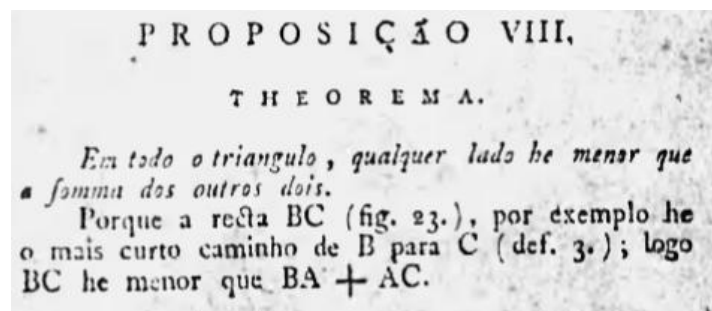 PROPOSIÇÃO VIII.
THEOREMA.
Em todo o triangulo, qualquer lado he menor que
a somma dos outros dois.
Porque a recta BC (fig. 23.), por exemplo he
o mais curto caminho de B para C (def. 3.); logo
BC he menor que BA + AC.